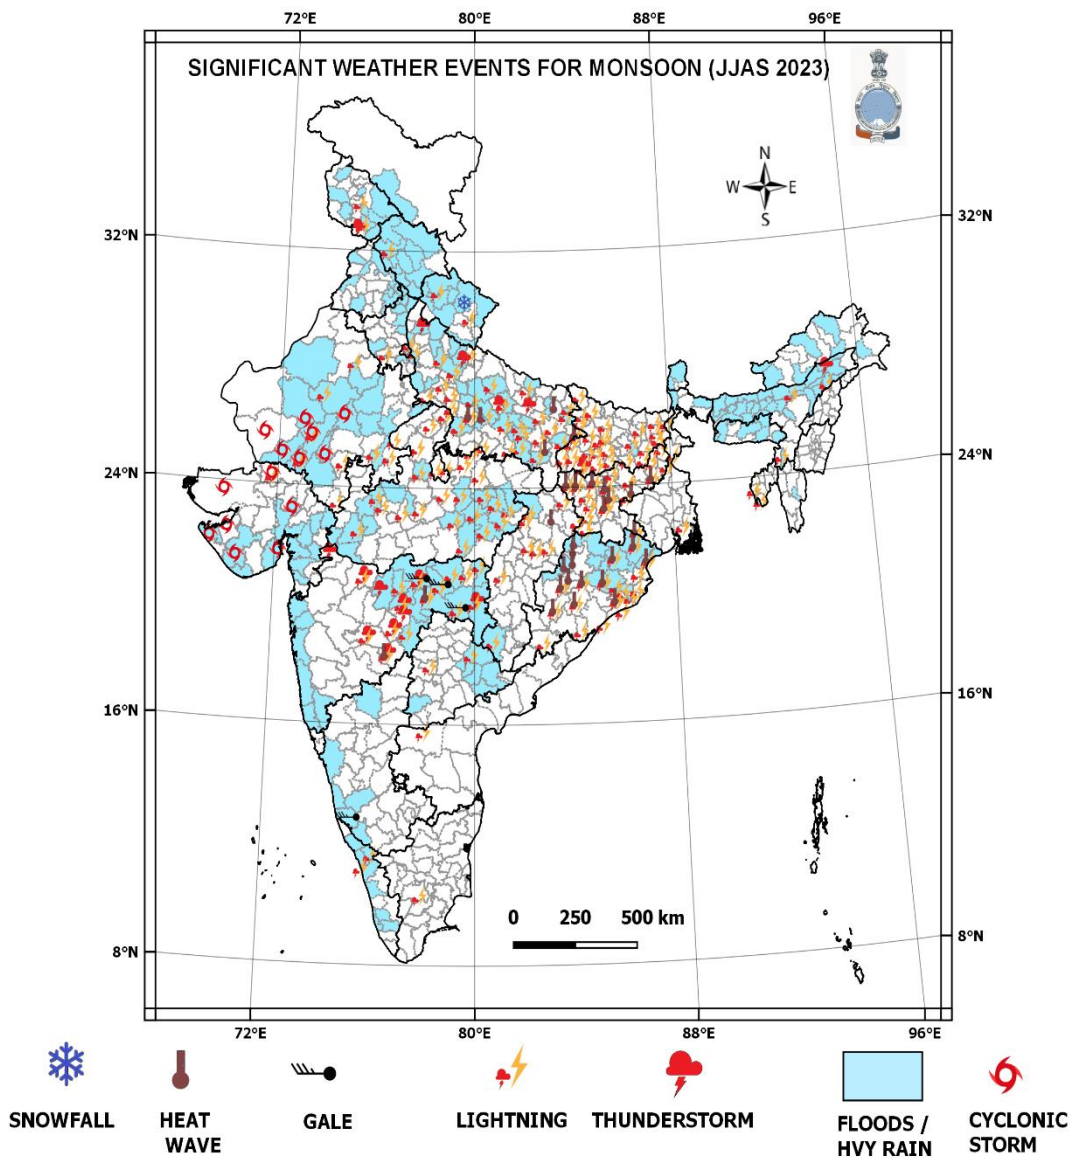 72°E 80°E 88°E 96°E
SIGNIFICANT WEATHER EVENTS FOR MONSOON (JJAS 2023)
N
W E
S
32°N 32°N
24°N 24°N
16°N 16°N
0 250 500 km
8°N 8°N
72°E 80°E 88°E 96°E
SNOWFALL HEAT GALE LIGHTNING THUNDERSTORM FLOODS / CYCLONIC
WAVE HVY RAIN STORM